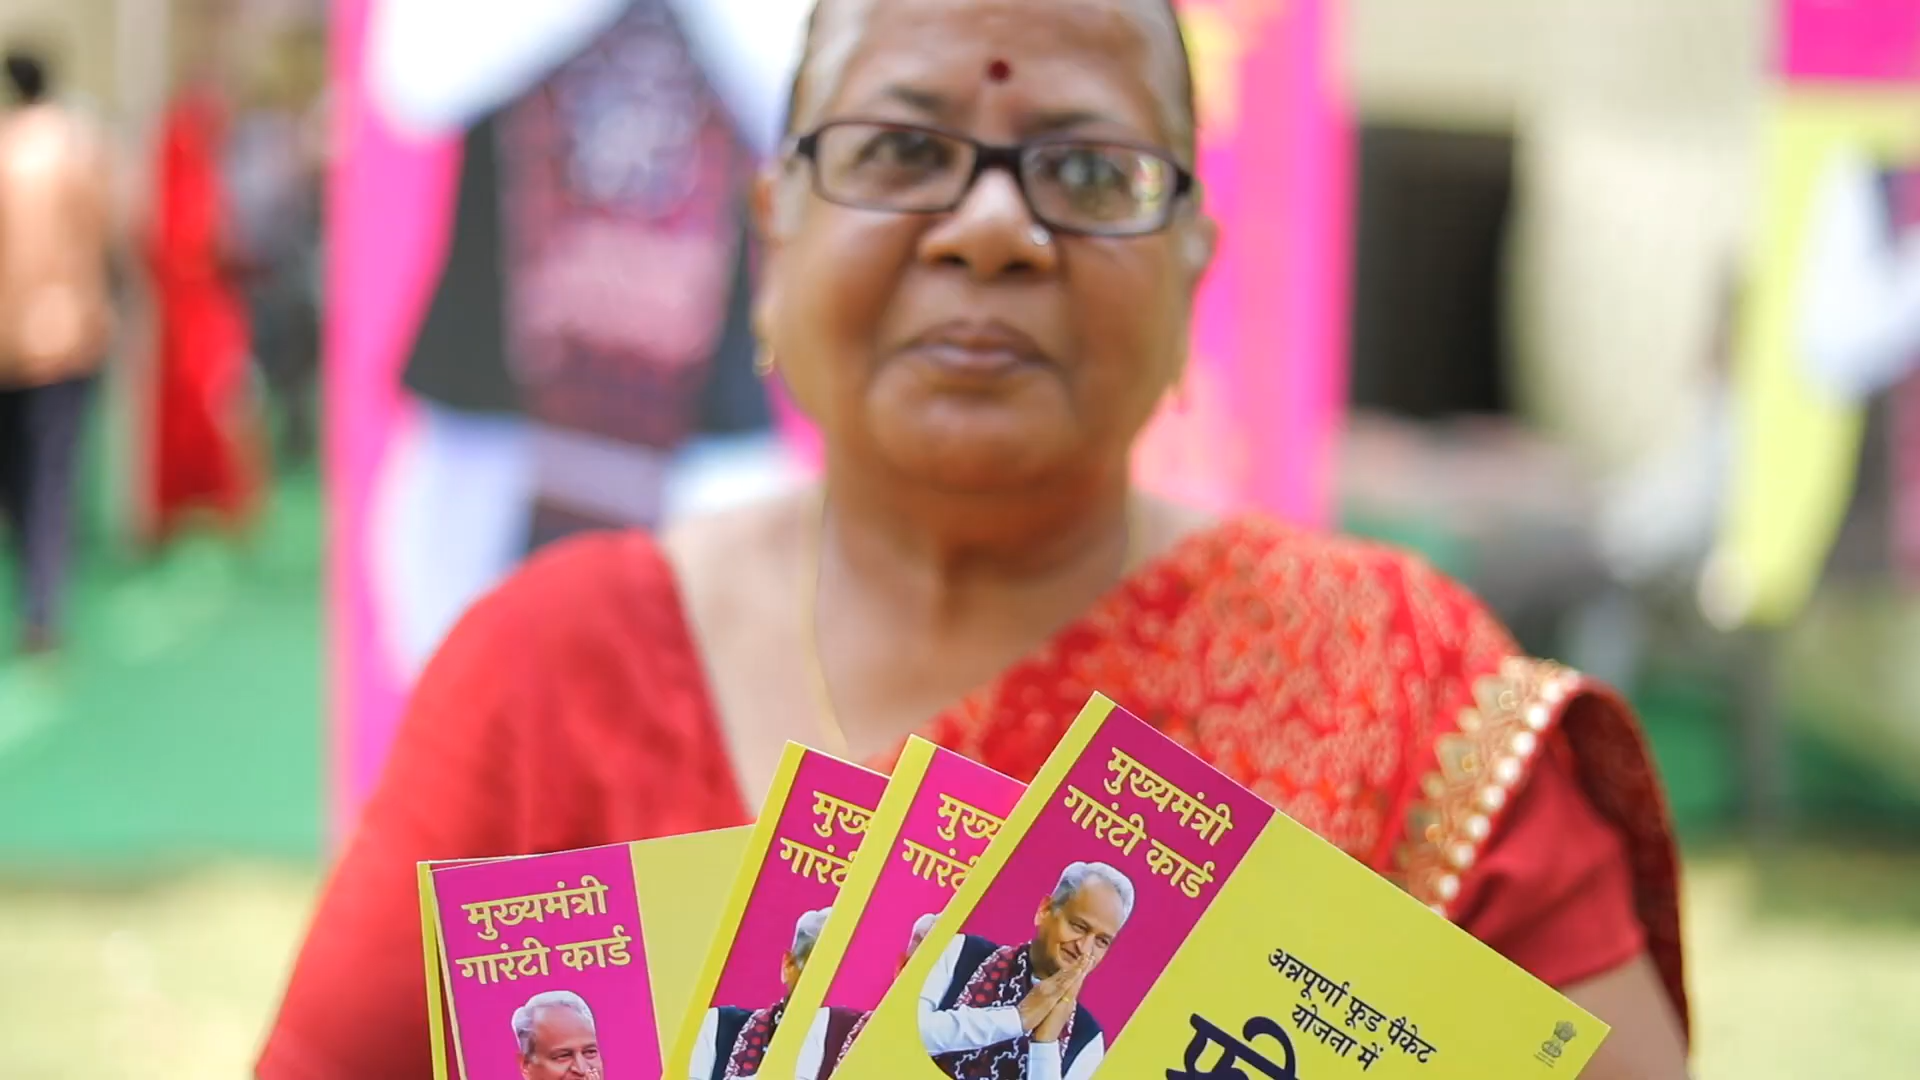 मुख्यमंत्री
गारंटी कार्ड
मुख्य
गारंटी
मुख्य
गारंटी
मुख्यमंत्री
गारंटी कार्ड
अन्नपूर्णा फूड पैकेट
योजना में
फ्री